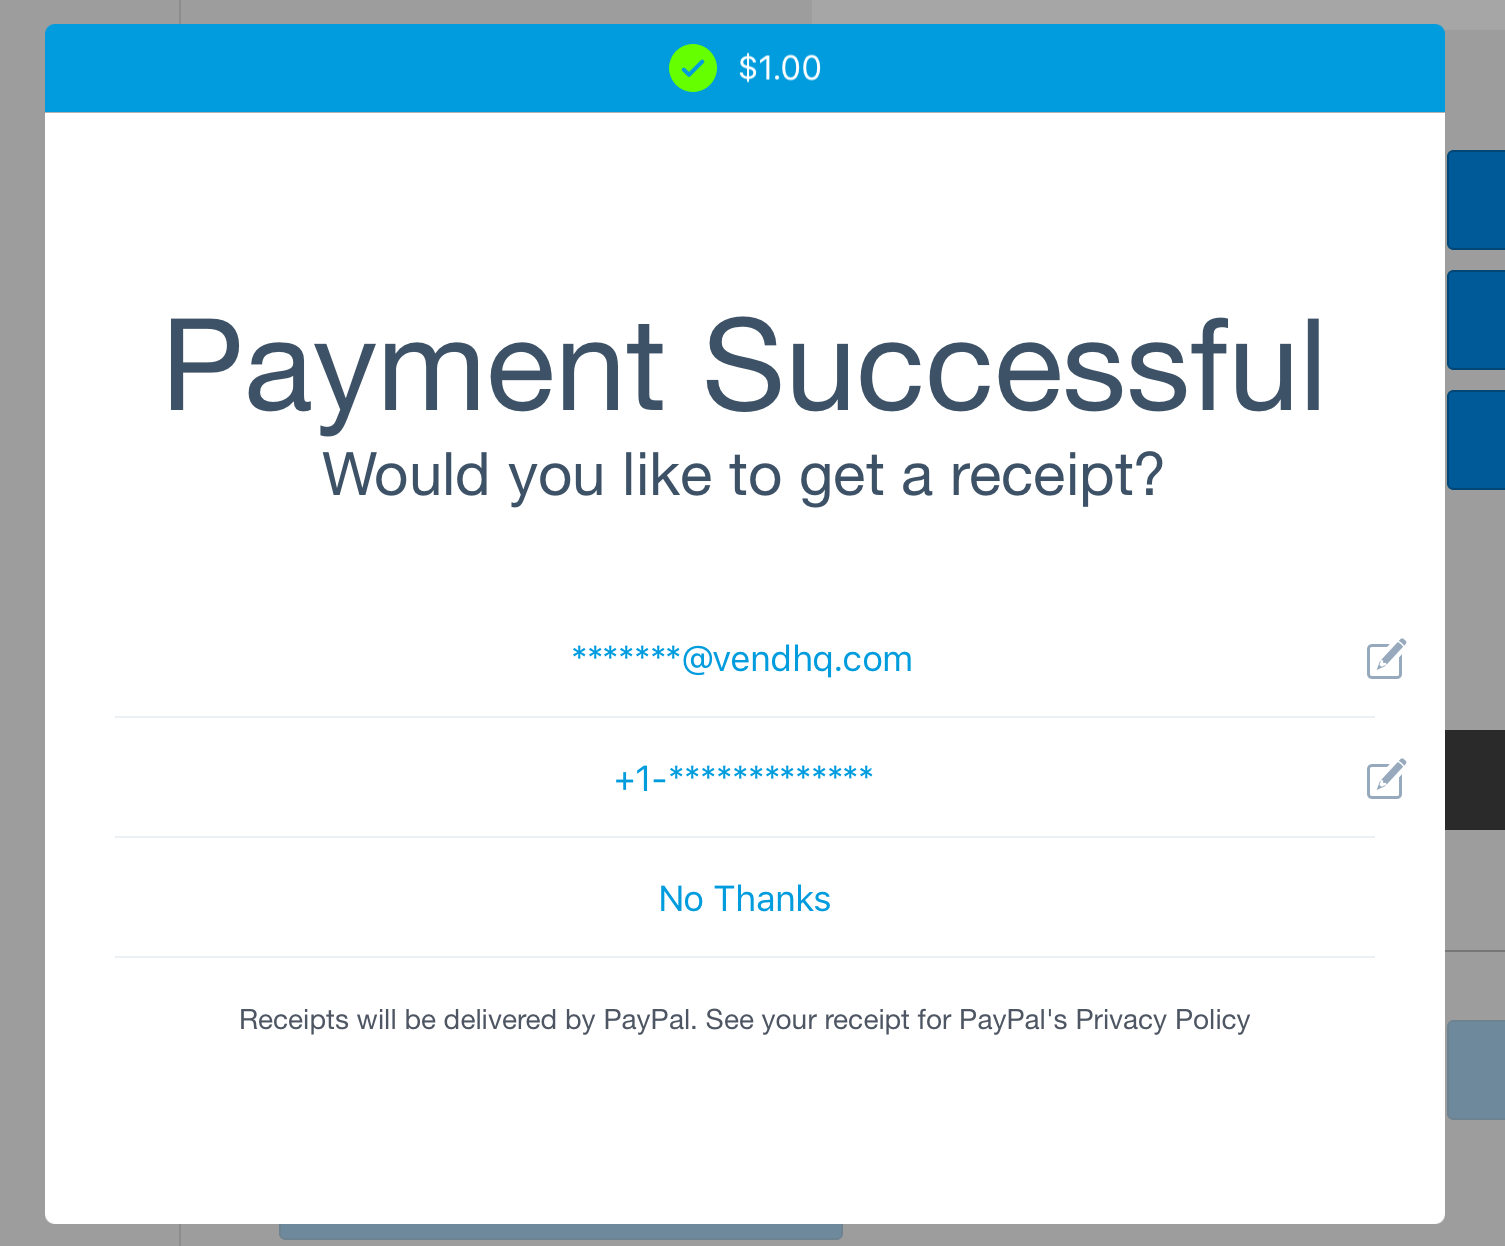 $1.00
Payment Successful
Would you like to get a receipt?
*******@vendhq.com
+1-*************
No Thanks
Receipts will be delivered by PayPal. See your receipt for PayPal's Privacy Policy